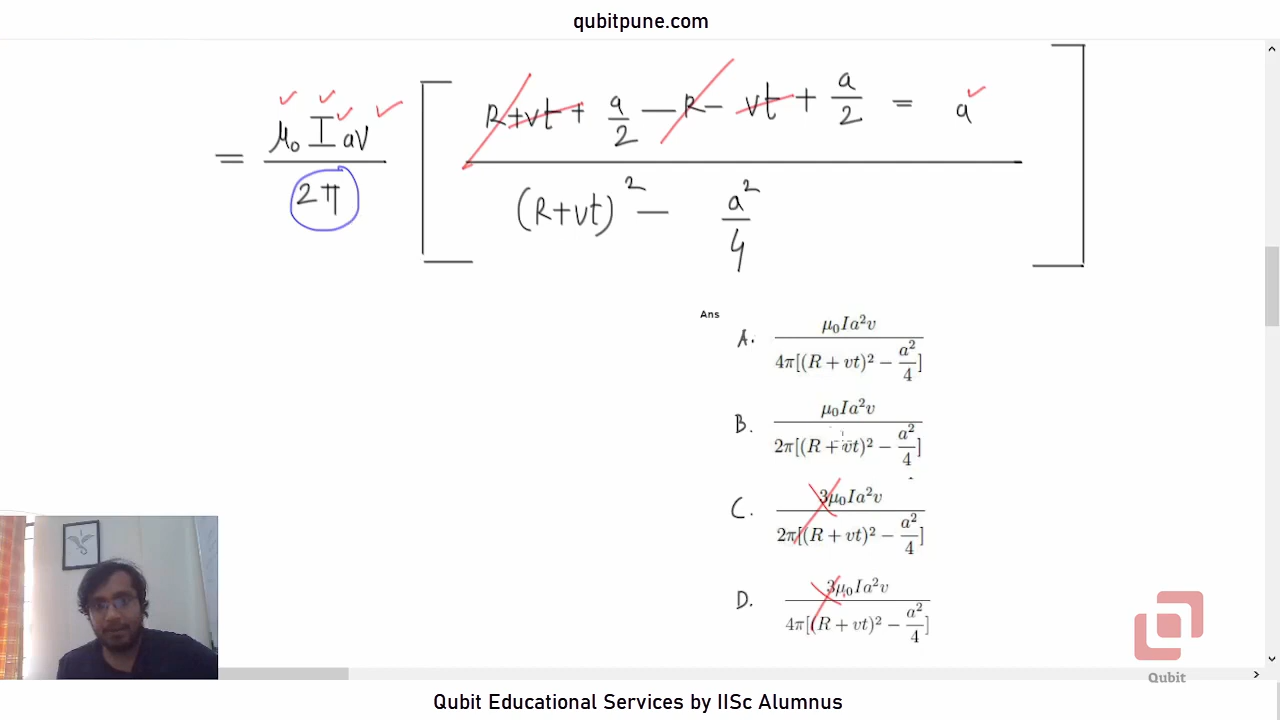 qubitpune.com
= μ₀ I av / 2π [ (R+vt + a/2 − R − vt + a/2 = a) / ((R+vt)² − a²/4) ]
Ans
A. μ₀Ia²v / 4π[(R + vt)² − a²/4]
B. μ₀Ia²v / 2π[(R + vt)² − a²/4]
C. 3μ₀Ia²v / 2π[(R + vt)² − a²/4]
D. 3μ₀Ia²v / 4π[(R + vt)² − a²/4]
Qubit
Qubit Educational Services by IISc Alumnus